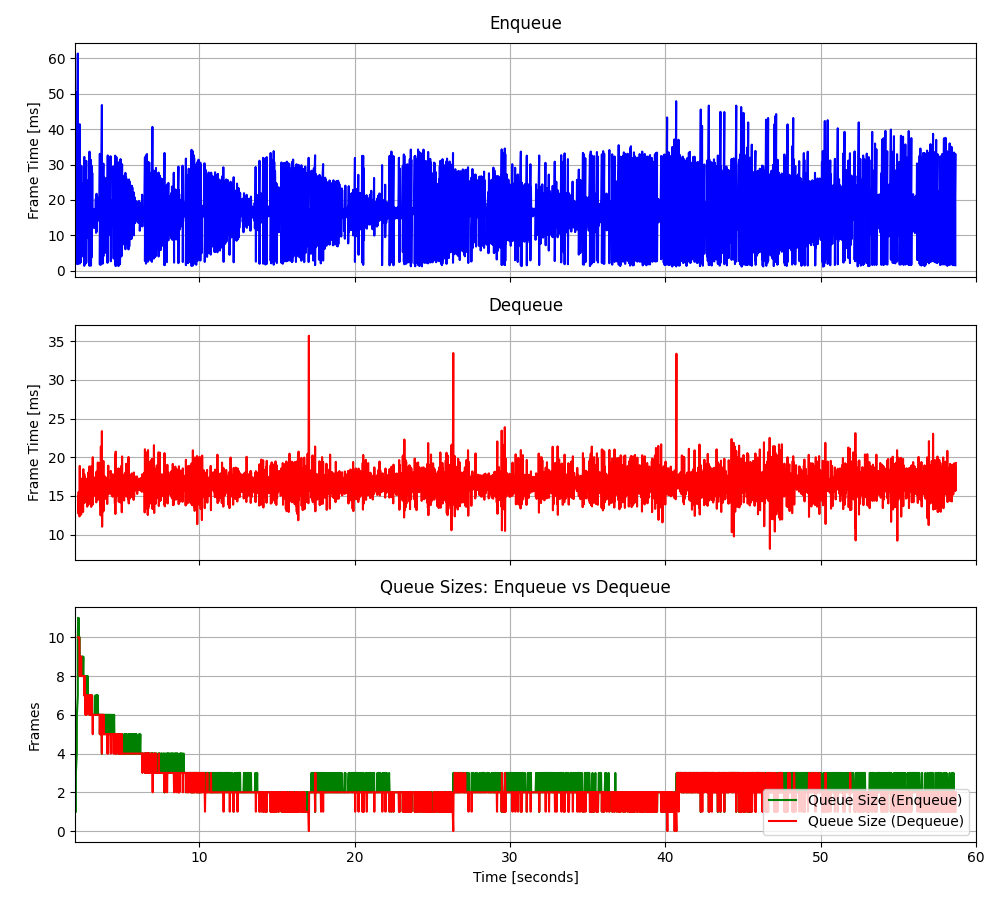 Enqueue
60
50
40
30
20
10
0
Frame Time [ms]
Dequeue
35
30
25
20
15
10
Frame Time [ms]
Queue Sizes: Enqueue vs Dequeue
10
8
6
4
2
0
Frames
Queue Size (Enqueue)
Queue Size (Dequeue)
10 20 30 40 50 60
Time [seconds]